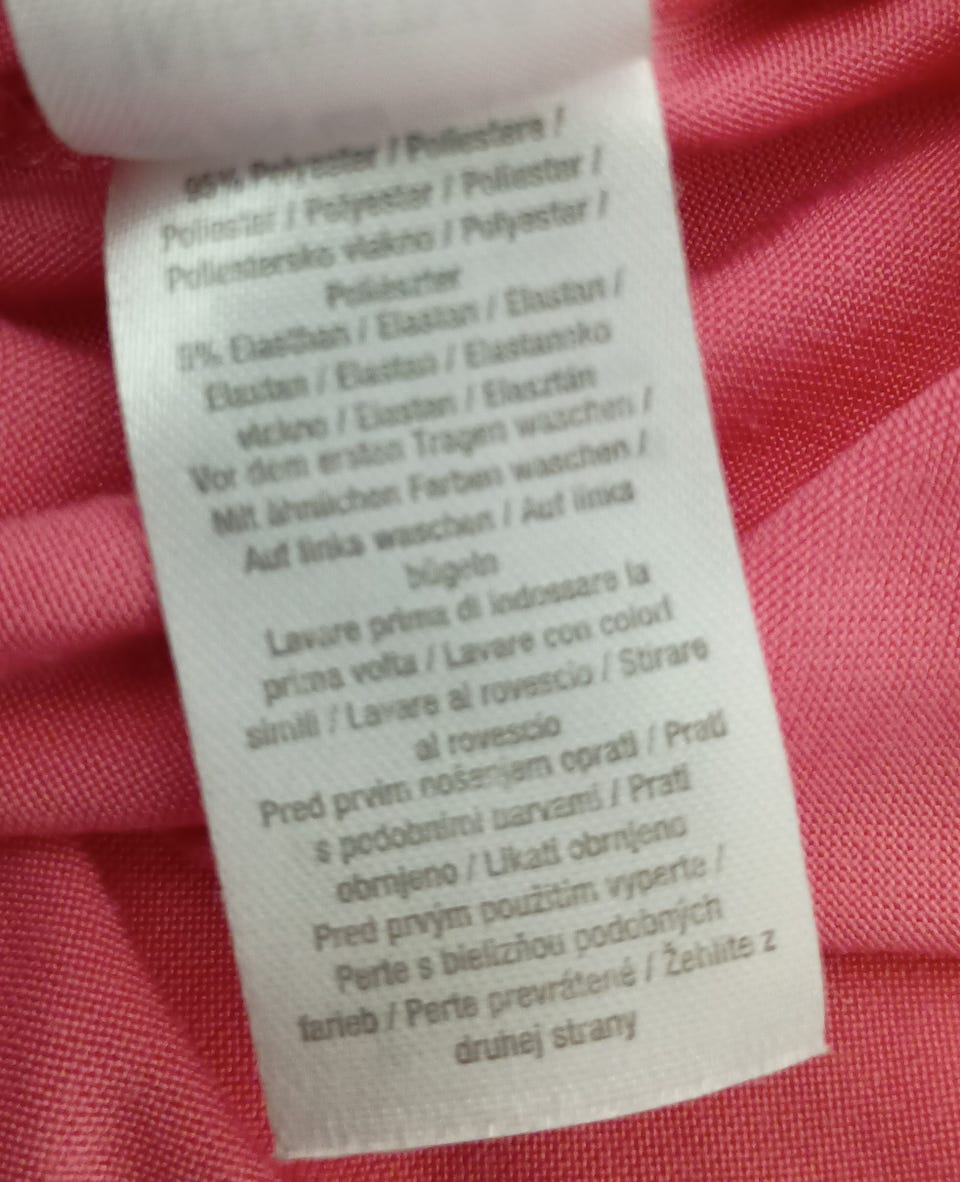 95% Polyester / Poliestere /
Poliester / Polyester / Poliester /
Poliestersko vlakno / Polyester /
Poliészter
% Elasthan / Elastan / Elastan /
Elastan / Elastan / Elastansko
vlakno / Elastan / Elasztán
Vor dem ersten Tragen waschen /
Mit ähnlichen Farben waschen /
Auf links waschen / Auf links
bügeln
Lavare prima di indossare la
prima volta / Lavare con colori
simili / Lavare al rovescio / Stirare
al rovescio
Pred prvim nošenjem oprati / Prati
s podobnimi barvami / Prati
obrnjeno / Likati obrnjeno
Pred prvým použitím vyperte /
Perte s bielizňou podobných
farieb / Perte prevrátené / Žehlite z
druhej strany